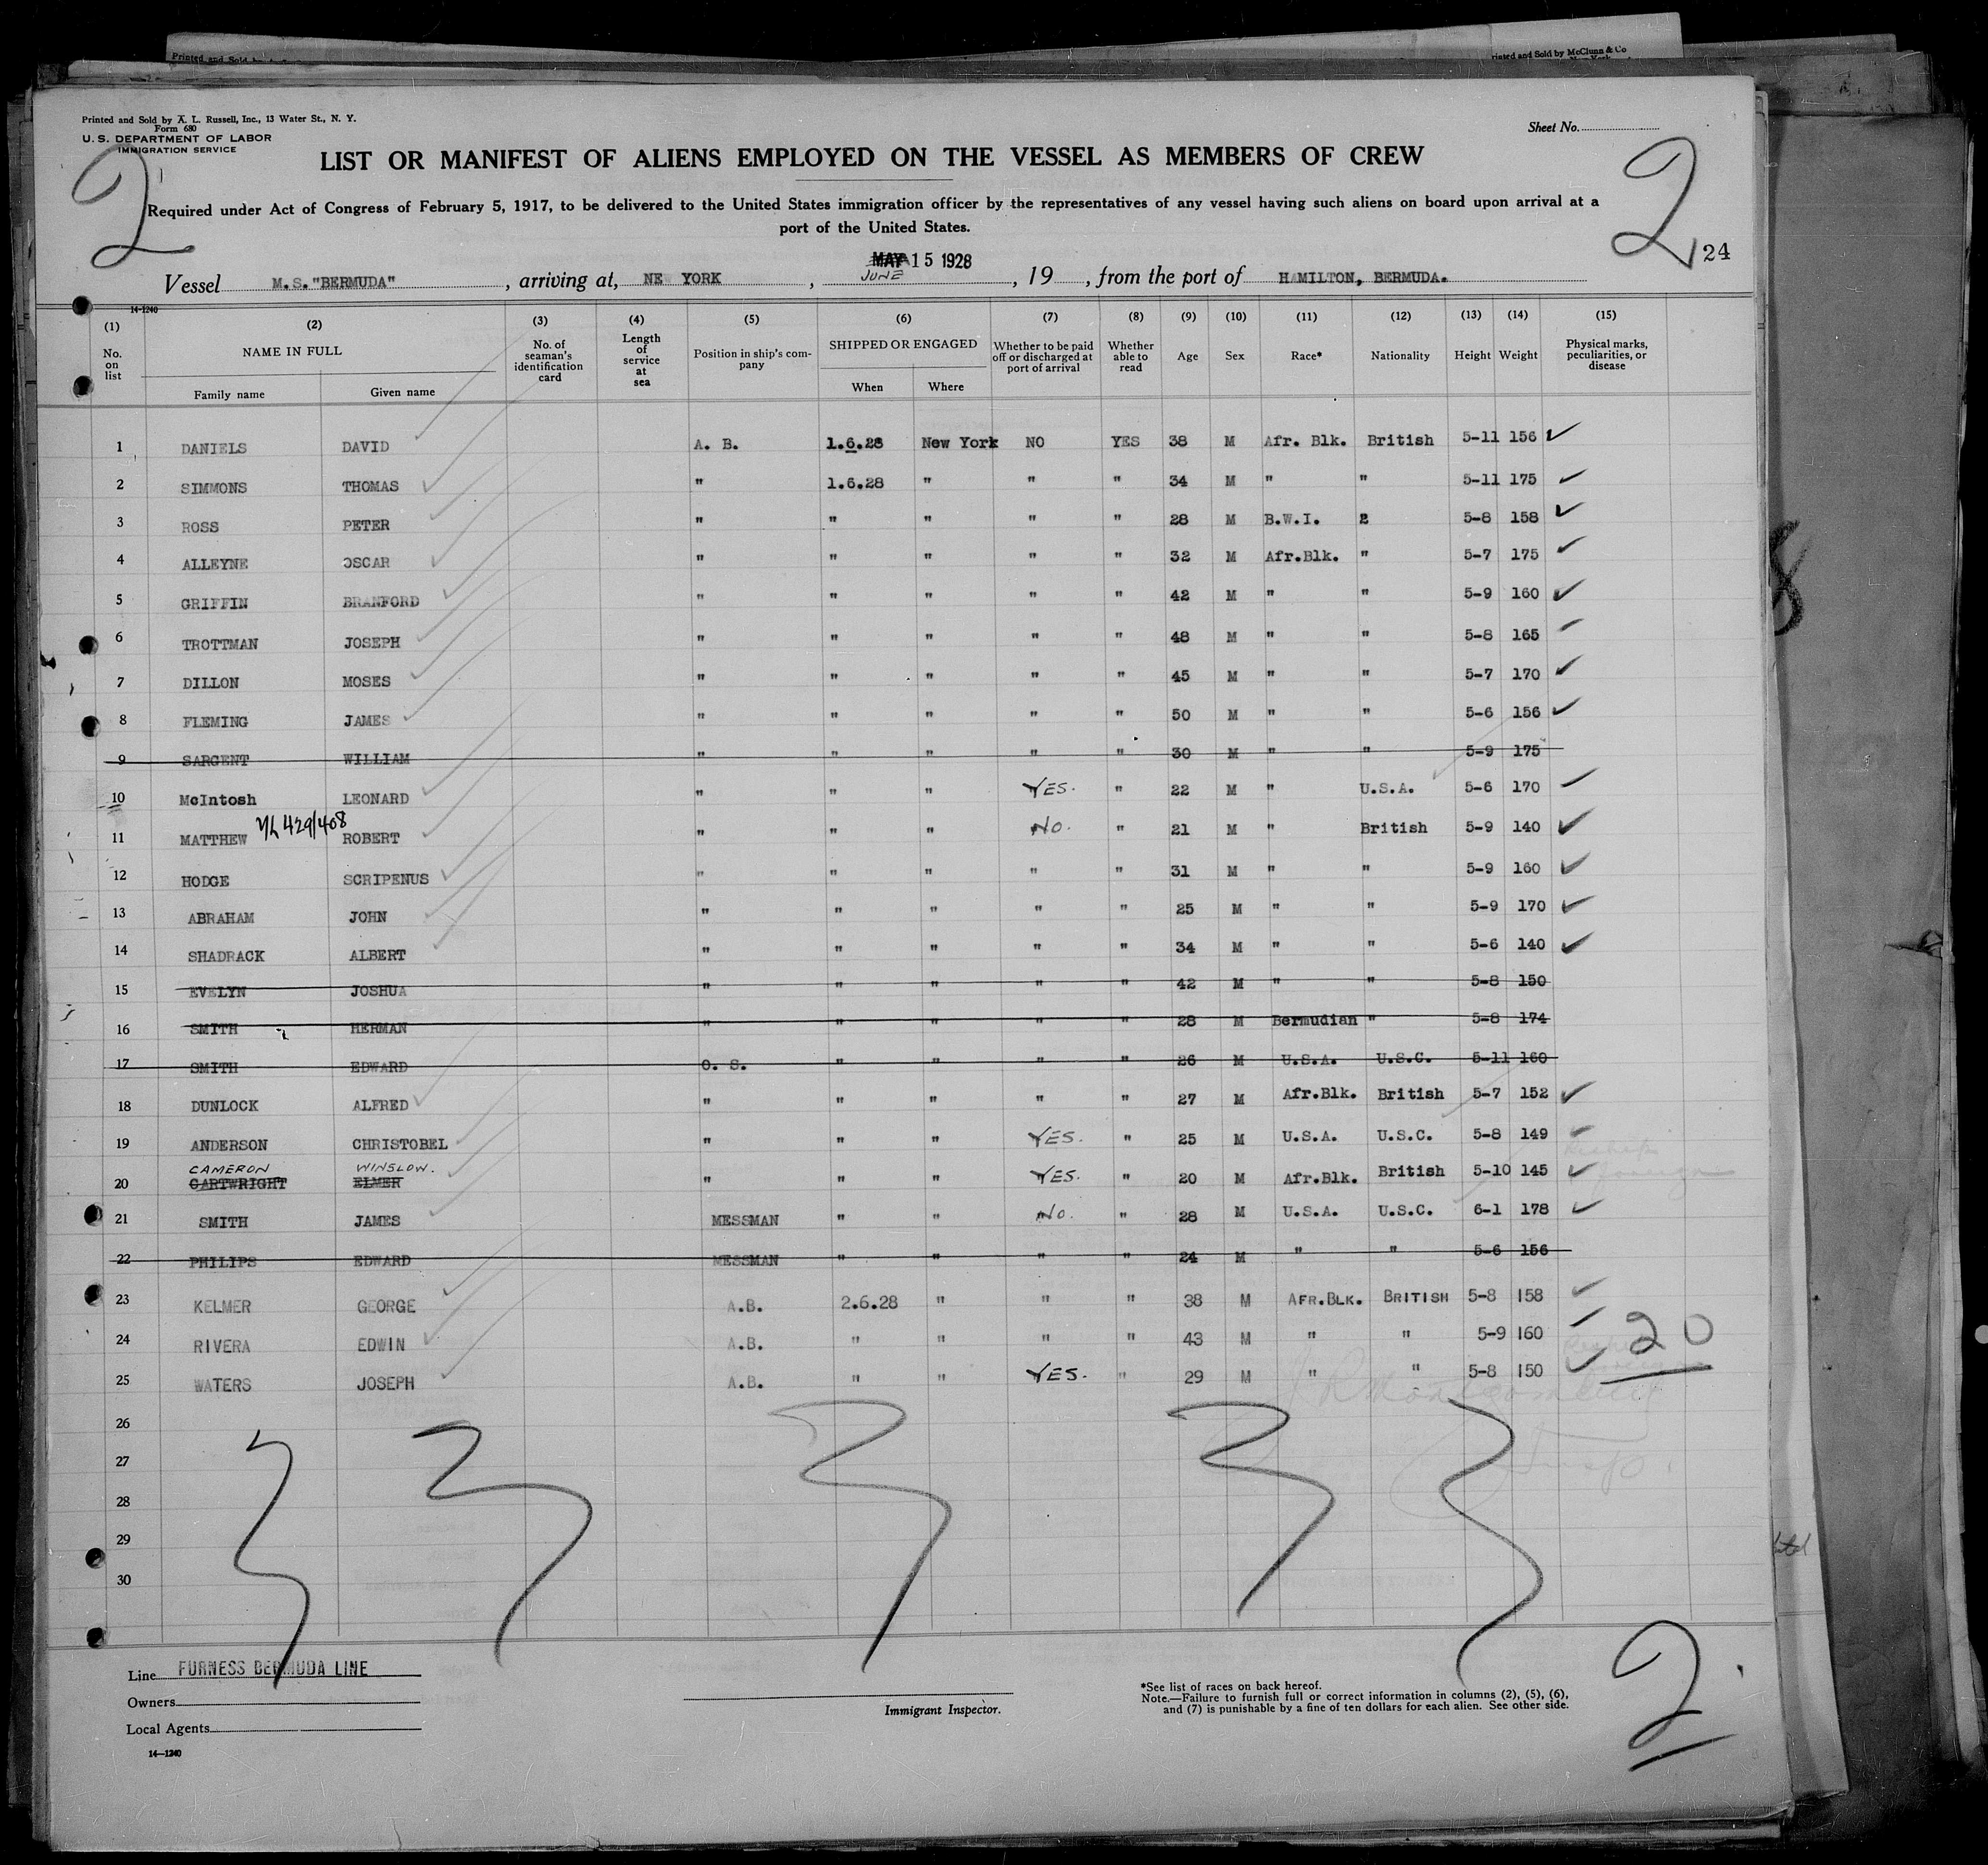 Printed and Sold by McClunn & Co
Printed and Sold by A. L. Russell, Inc., 13 Water St., N. Y.
Form 680
U. S. DEPARTMENT OF LABOR
IMMIGRATION SERVICE
Sheet No.
2
2
LIST OR MANIFEST OF ALIENS EMPLOYED ON THE VESSEL AS MEMBERS OF CREW
Required under Act of Congress of February 5, 1917, to be delivered to the United States immigration officer by the representatives of any vessel having such aliens on board upon arrival at a
port of the United States.
24
MAY 15 1928
Vessel M.S."BERMUDA", arriving at, NEW YORK, JUNE, 19, from the port of HAMILTON, BERMUDA.
14-1240
(1) (2) (3) (4) (5) (6) (7) (8) (9) (10) (11) (12) (13) (14) (15)
No. on list NAME IN FULL Family name Given name No. of seaman's identification card Length of service at sea Position in ship's company SHIPPED OR ENGAGED When Where Whether to be paid off or discharged at port of arrival Whether able to read Age Sex Race* Nationality Height Weight Physical marks, peculiarities, or disease
1 DANIELS DAVID A. B. 1.6.28 New York NO YES 38 M Afr. Blk. British 5-11 156
2 SIMMONS THOMAS " 1.6.28 " " " 34 M " " 5-11 175
3 ROSS PETER " " " " " 28 M B.W.I. 2 5-8 158
4 ALLEYNE OSCAR " " " " " 32 M Afr.Blk. " 5-7 175
5 GRIFFIN BRANFORD " " " " " 42 M " " 5-9 160
6 TROTTMAN JOSEPH " " " " " 48 M " " 5-8 165
7 DILLON MOSES " " " " " 45 M " " 5-7 170
8 FLEMING JAMES " " " " " 50 M " " 5-6 156
9 SARGENT WILLIAM " " " " " 30 M " " 5-9 175
10 McIntosh LEONARD " " " YES. " 22 M " U.S.A. 5-6 170
429/408
11 MATTHEW ROBERT " " " NO. " 21 M " British 5-9 140
12 HODGE SCRIPENUS " " " " " 31 M " " 5-9 160
13 ABRAHAM JOHN " " " " " 25 M " " 5-9 170
14 SHADRACK ALBERT " " " " " 34 M " " 5-6 140
15 EVELYN JOSHUA " " " " " 42 M " " 5-8 150
16 SMITH HERMAN " " " " " 28 M Bermudian " 5-8 174
17 SMITH EDWARD O. S. " " " " 26 M U.S.A. U.S.C. 5-11 160
18 DUNLOCK ALFRED " " " " " 27 M Afr.Blk. British 5-7 152
19 ANDERSON CHRISTOBEL " " " YES. " 25 M U.S.A. U.S.C. 5-8 149
CAMERON WINSLOW.
20 CARTWRIGHT ELMER " " " YES. " 20 M Afr.Blk. British 5-10 145
21 SMITH JAMES MESSMAN " " NO. " 28 M U.S.A. U.S.C. 6-1 178
22 PHILIPS EDWARD MESSMAN " " " " 24 M " " 5-6 156
23 KELMER GEORGE A.B. 2.6.28 " " " 38 M AFR.BLK. BRITISH 5-8 158
24 RIVERA EDWIN A.B. " " " " 43 M " " 5-9 160
20
25 WATERS JOSEPH A.B. " " YES. " 29 M " " 5-8 150
26
27
28
29
30
Line FURNESS BERMUDA LINE
Owners
Local Agents
14—1240
Immigrant Inspector.
*See list of races on back hereof.
Note.—Failure to furnish full or correct information in columns (2), (5), (6),
and (7) is punishable by a fine of ten dollars for each alien. See other side.
2